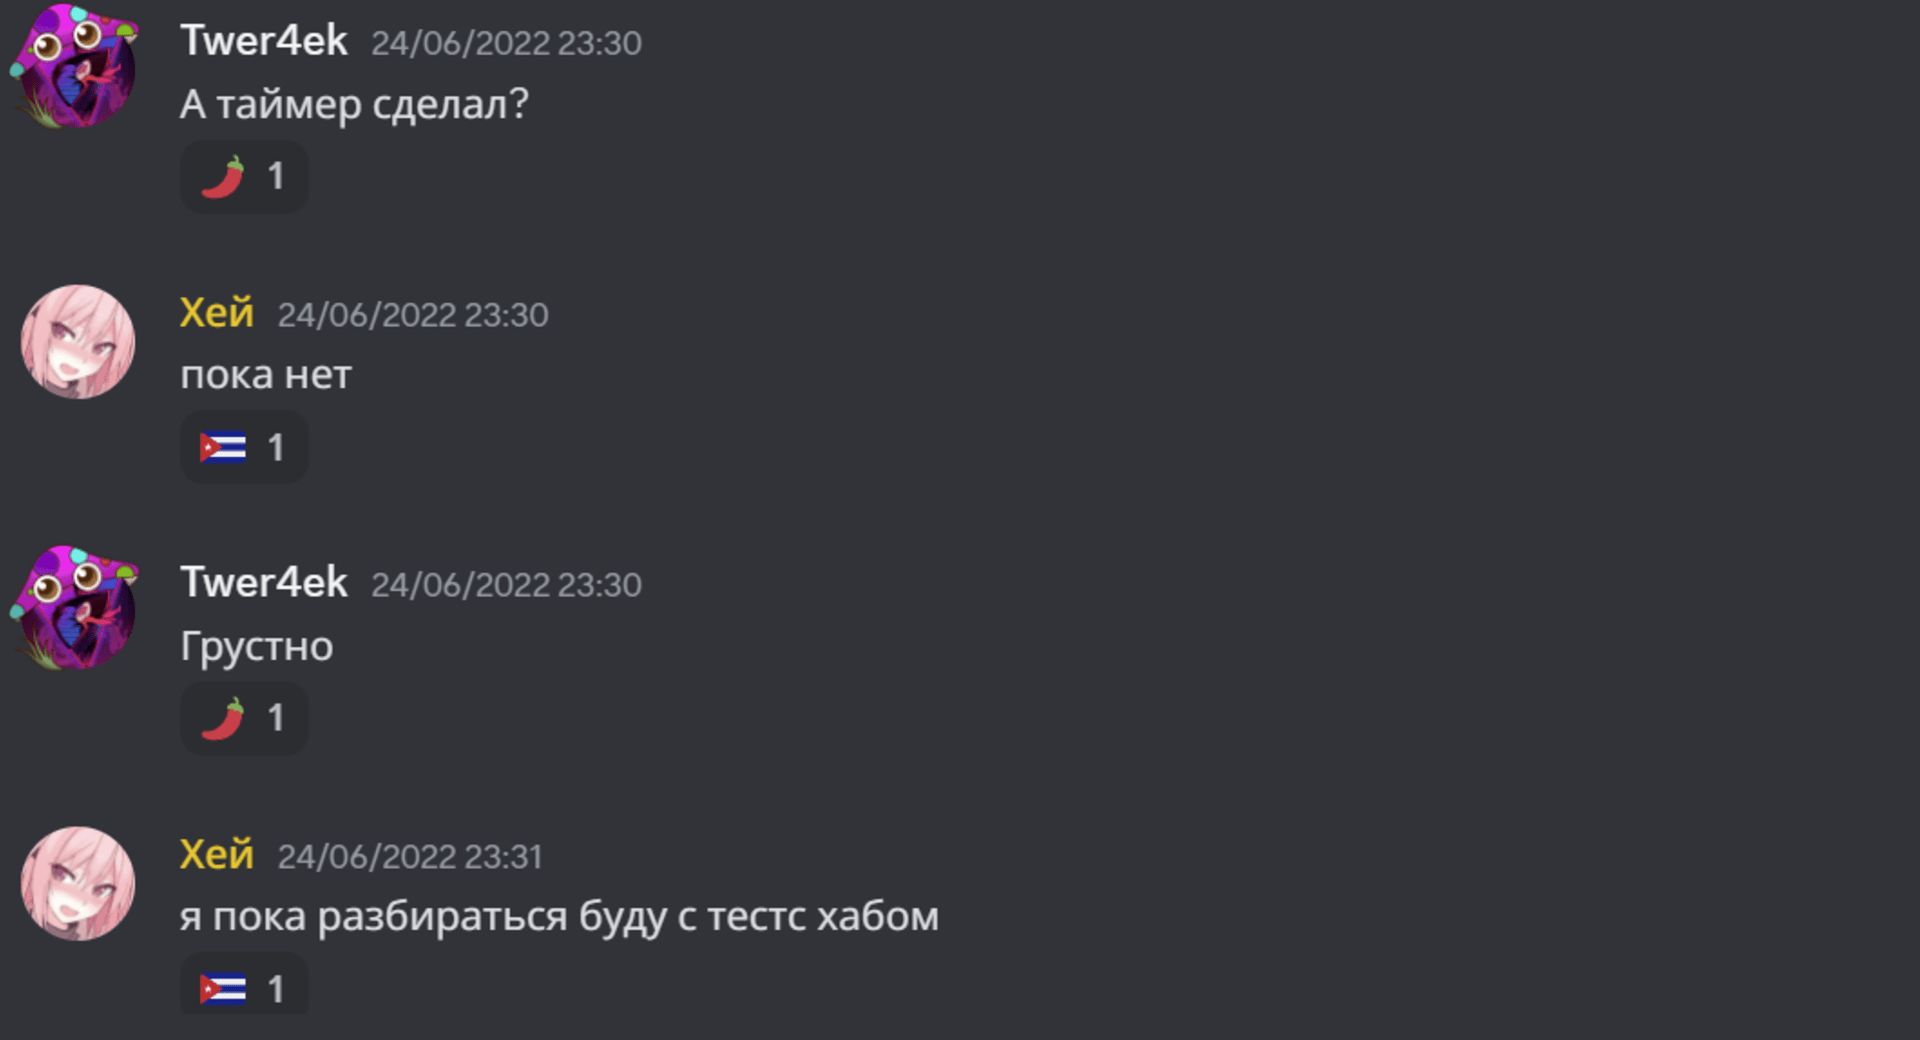 Twer4ek 24/06/2022 23:30
А таймер сделал?
1
Хей 24/06/2022 23:30
пока нет
1
Twer4ek 24/06/2022 23:30
Грустно
1
Хей 24/06/2022 23:31
я пока разбираться буду с тестс хабом
1